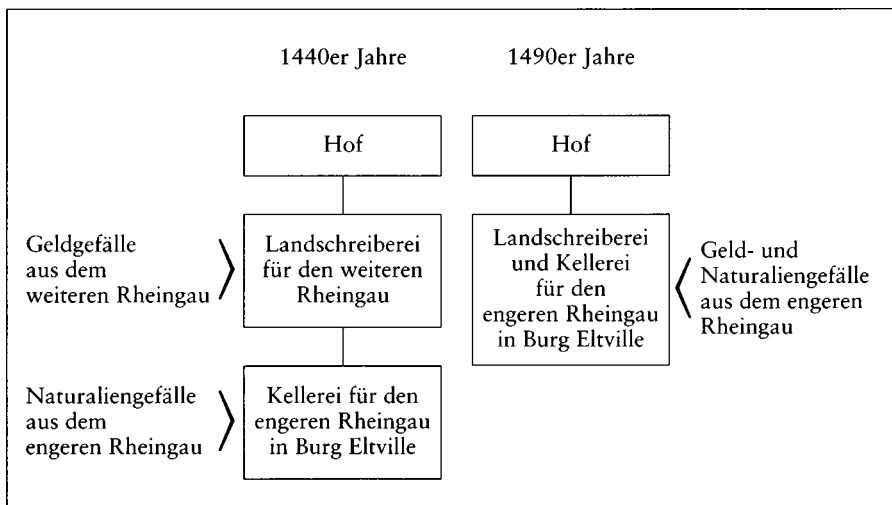 1440er Jahre
1490er Jahre
Hof
Hof
Geldgefälle
aus dem
weiteren Rheingau
Landschreiberei
für den weiteren
Rheingau
Landschreiberei
und Kellerei
für den
engeren Rheingau
in Burg Eltville
Geld- und
Naturaliengefälle
aus dem engeren
Rheingau
Naturaliengefälle
aus dem
engeren Rheingau
Kellerei für den
engeren Rheingau
in Burg Eltville